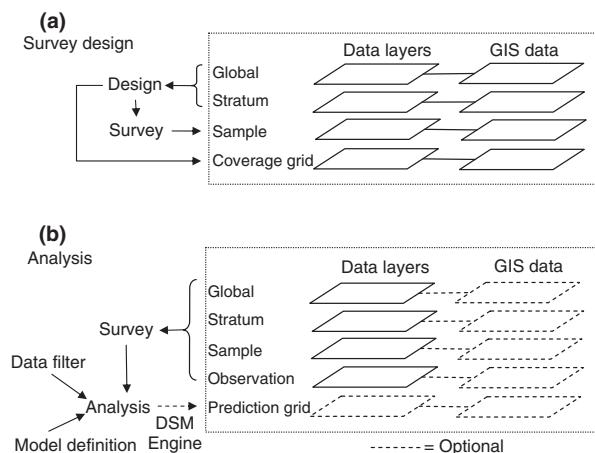 (a)
Survey design
Data layers GIS data
Global
Design
Stratum
Survey Sample
Coverage grid
(b)
Analysis
Data layers GIS data
Global
Stratum
Survey
Sample
Data filter
Observation
Analysis Prediction grid
DSM
Engine
Model definition
= Optional